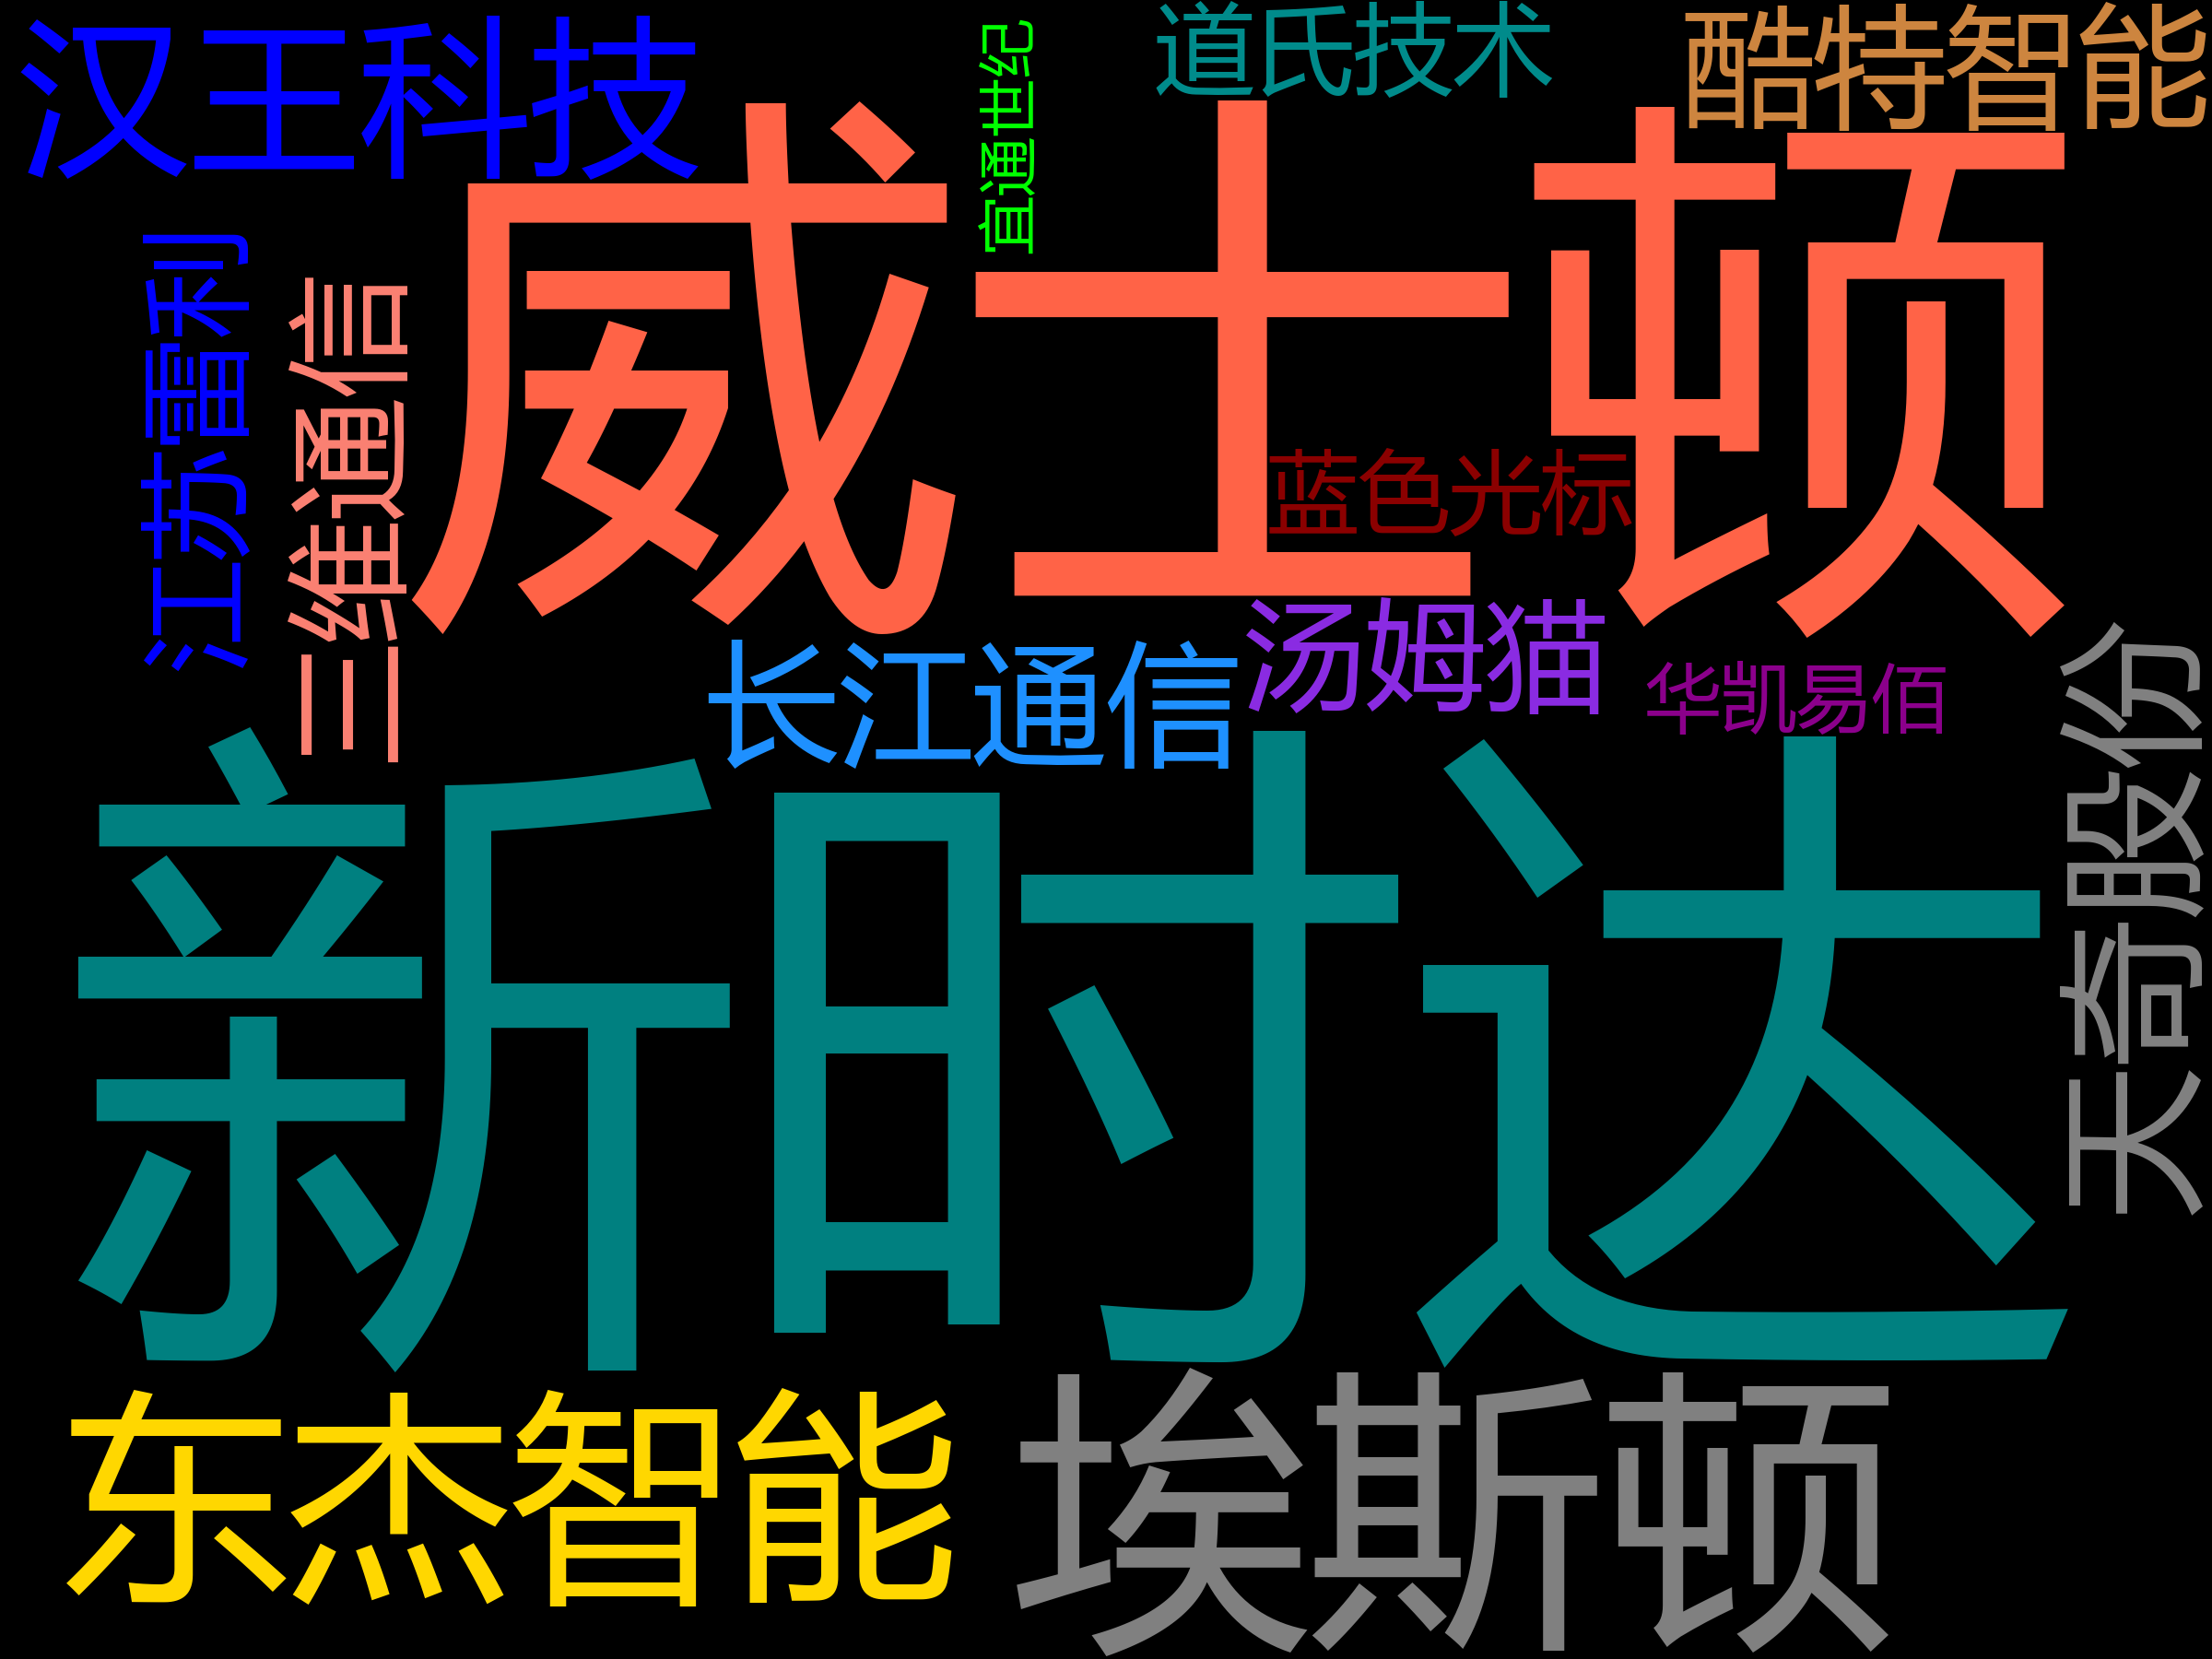 汉王科技
道氏技术
酷特智能
宜通世纪
威士顿
江苏雷利
三维通信
蓝色光标
汤姆猫
长江通信
华凯易佰
天奇股份
新时达
东杰智能
埃斯顿